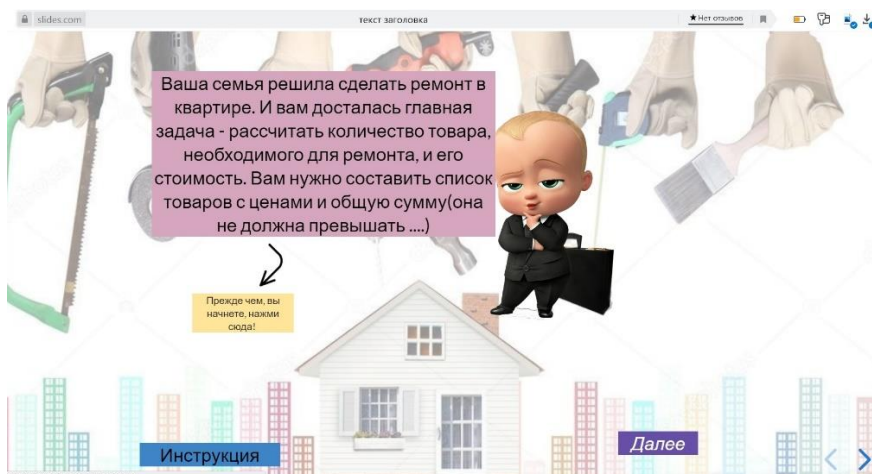 slides.com
текст заголовка
★ Нет отзывов
Ваша семья решила сделать ремонт в
квартире. И вам досталась главная
задача - рассчитать количество товара,
необходимого для ремонта, и его
стоимость. Вам нужно составить список
товаров с ценами и общую сумму(она
не должна превышать ....)
Прежде чем, вы
начнете, нажми
сюда!
Инструкция
Далее